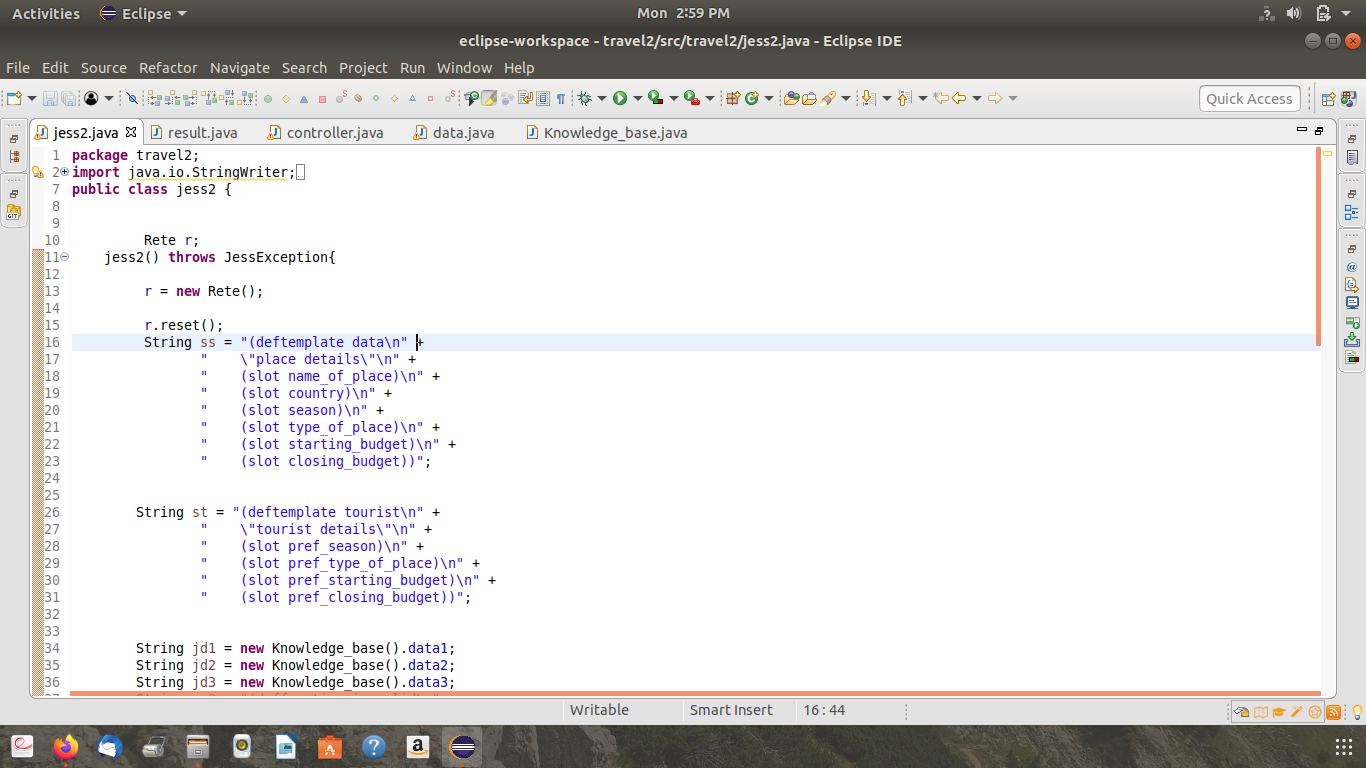 Activities Eclipse Mon 2:59 PM
eclipse-workspace - travel2/src/travel2/jess2.java - Eclipse IDE
File Edit Source Refactor Navigate Search Project Run Window Help
Quick Access
jess2.java result.java controller.java data.java Knowledge_base.java
1 package travel2;
2 import java.io.StringWriter;
7 public class jess2 {
8
9
10 Rete r;
11 jess2() throws JessException{
12
13 r = new Rete();
14
15 r.reset();
16 String ss = "(deftemplate data\n" +
17 " \"place details\"\n" +
18 " (slot name_of_place)\n" +
19 " (slot country)\n" +
20 " (slot season)\n" +
21 " (slot type_of_place)\n" +
22 " (slot starting_budget)\n" +
23 " (slot closing_budget))";
24
25
26 String st = "(deftemplate tourist\n" +
27 " \"tourist details\"\n" +
28 " (slot pref_season)\n" +
29 " (slot pref_type_of_place)\n" +
30 " (slot pref_starting_budget)\n" +
31 " (slot pref_closing_budget))";
32
33
34 String jd1 = new Knowledge_base().data1;
35 String jd2 = new Knowledge_base().data2;
36 String jd3 = new Knowledge_base().data3;
Writable Smart Insert 16 : 44